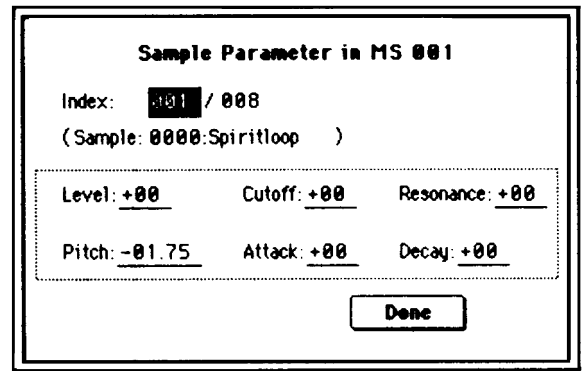 Sample Parameter in MS 001
Index: 001 / 008
(Sample: 0000:Spiritloop )
Level: +00 Cutoff: +00 Resonance: +00
Pitch: -01.75 Attack: +00 Decay: +00
Done